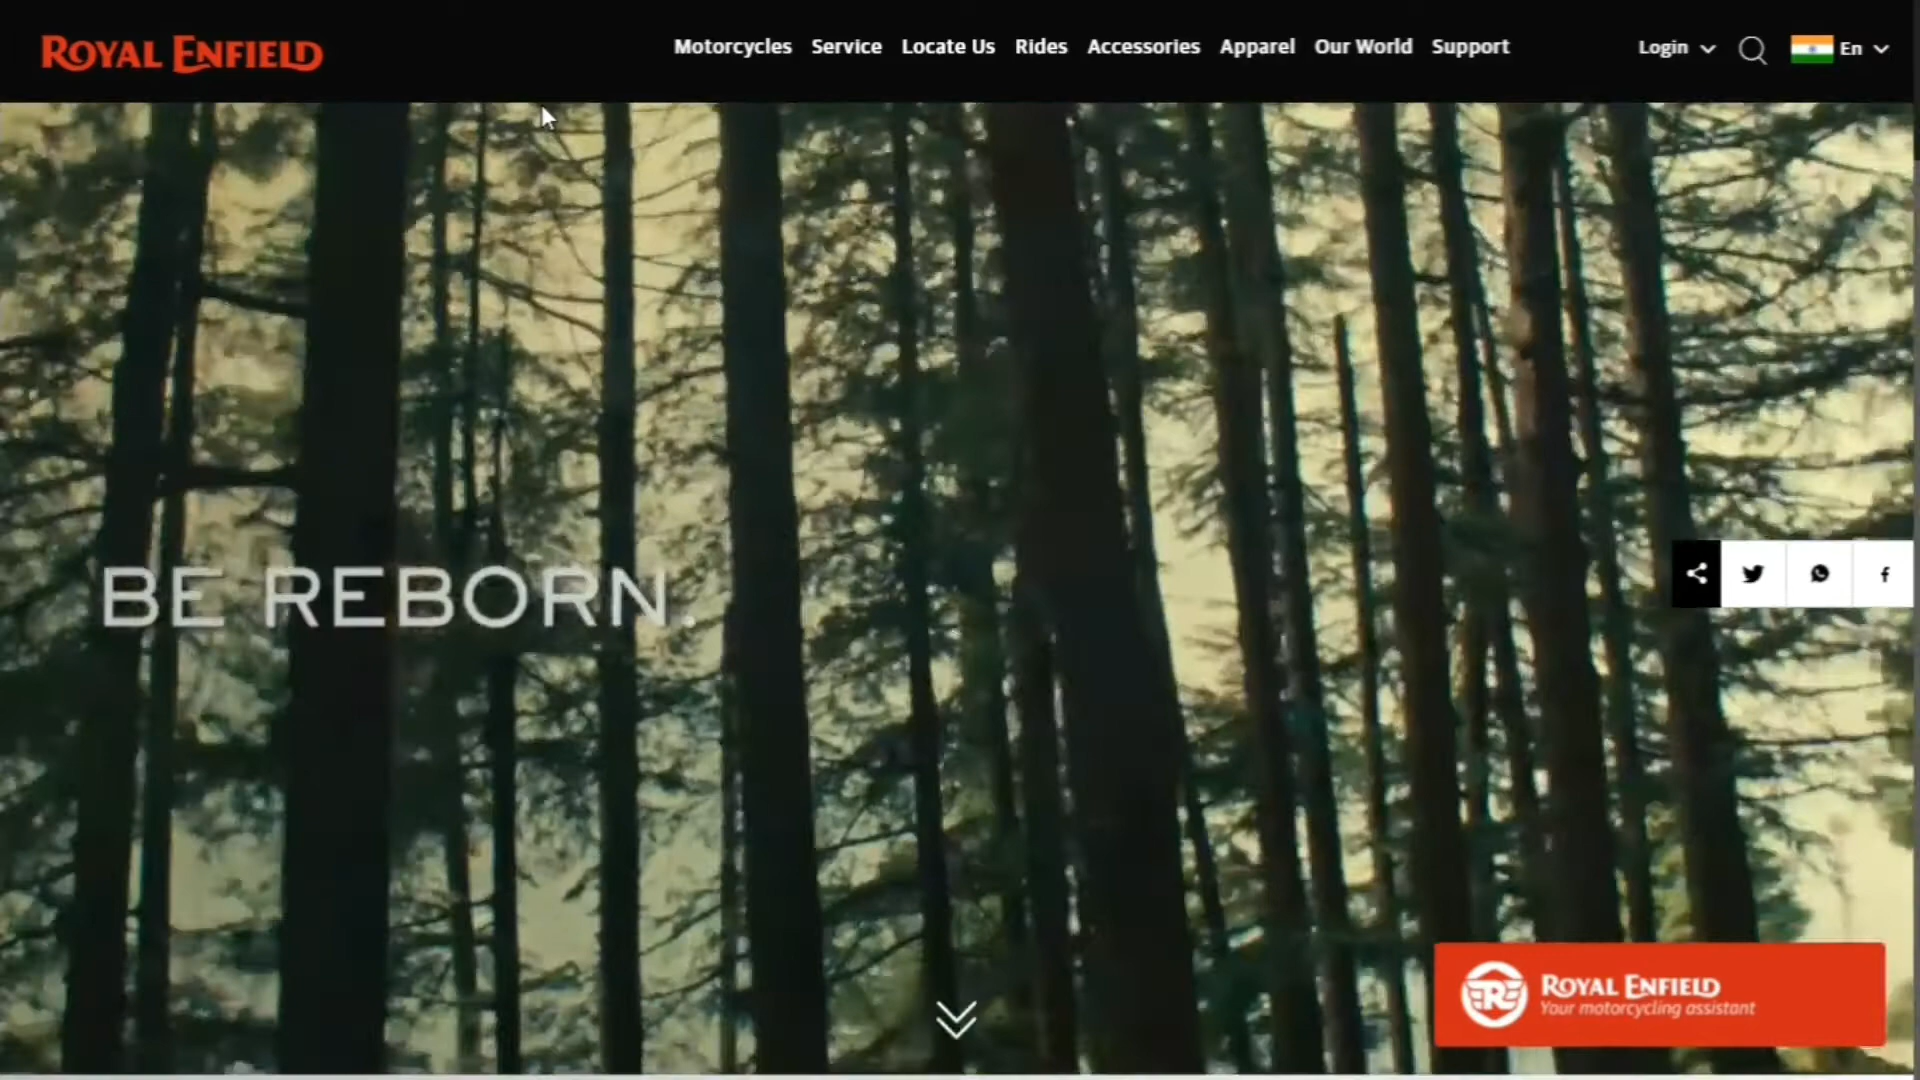 ROYAL ENFIELD
Motorcycles Service Locate Us Rides Accessories Apparel Our World Support Login En
BE REBORN.
ROYAL ENFIELD
Your motorcycling assistant